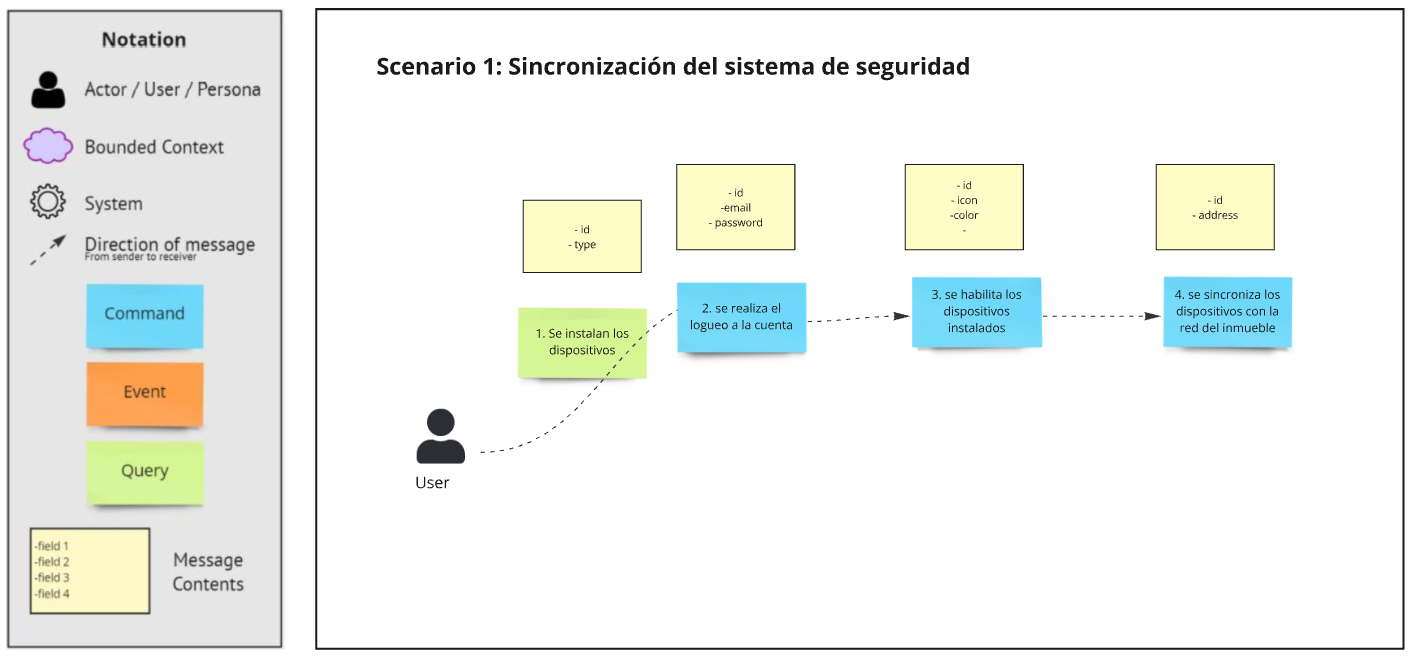 Notation
Actor / User / Persona
Bounded Context
System
Direction of message
From sender to receiver
Command
Event
Query
-field 1
-field 2
-field 3
-field 4
Message
Contents
Scenario 1: Sincronización del sistema de seguridad
- id
- type
- id
-email
- password
- id
- icon
-color
-
- id
- address
1. Se instalan los
dispositivos
2. se realiza el
logueo a la cuenta
3. se habilita los
dispositivos
instalados
4. se sincroniza los
dispositivos con la
red del inmueble
User